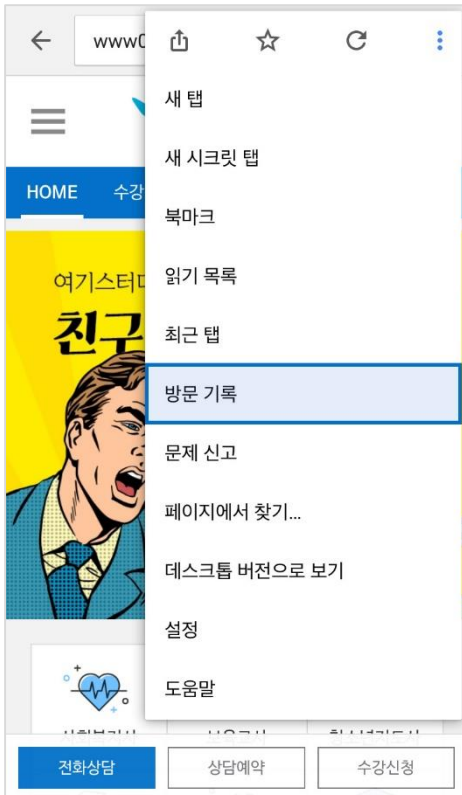 www
새 탭
새 시크릿 탭
북마크
읽기 목록
최근 탭
방문 기록
문제 신고
페이지에서 찾기...
데스크톱 버전으로 보기
설정
도움말
HOME 수강
여기스터디
친구
전화상담
상담예약
수강신청